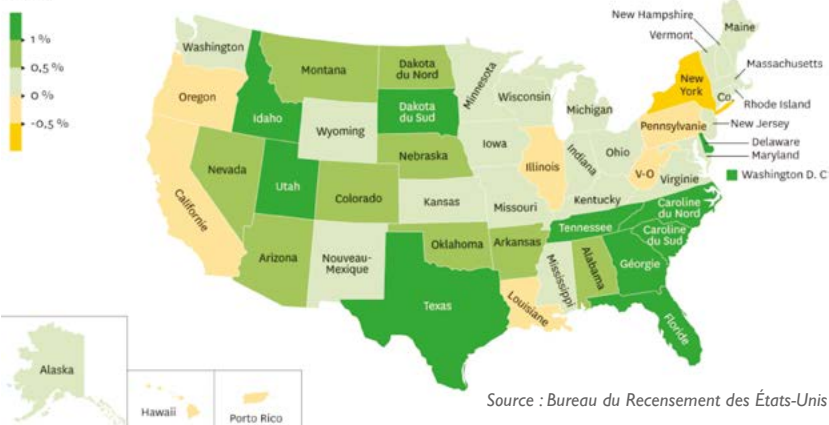 1 %
0,5 %
0 %
-0,5 %
Washington
Oregon
Californie
Idaho
Nevada
Utah
Arizona
Montana
Wyoming
Colorado
Nouveau-
Mexique
Dakota
du Nord
Dakota
du Sud
Nebraska
Kansas
Oklahoma
Texas
Minnesota
Iowa
Missouri
Arkansas
Louisiane
Wisconsin
Illinois
Michigan
Indiana
Ohio
Kentucky
Tennessee
Mississippi
Alabama
Géorgie
Floride
Caroline
du Nord
Caroline
du Sud
Virginie
V-O
Pennsylvanie
New
York
Co.
New Hampshire
Vermont
Maine
Massachusetts
Rhode Island
New Jersey
Delaware
Maryland
Washington D. C
Alaska
Hawaii
Porto Rico
Source : Bureau du Recensement des États-Unis